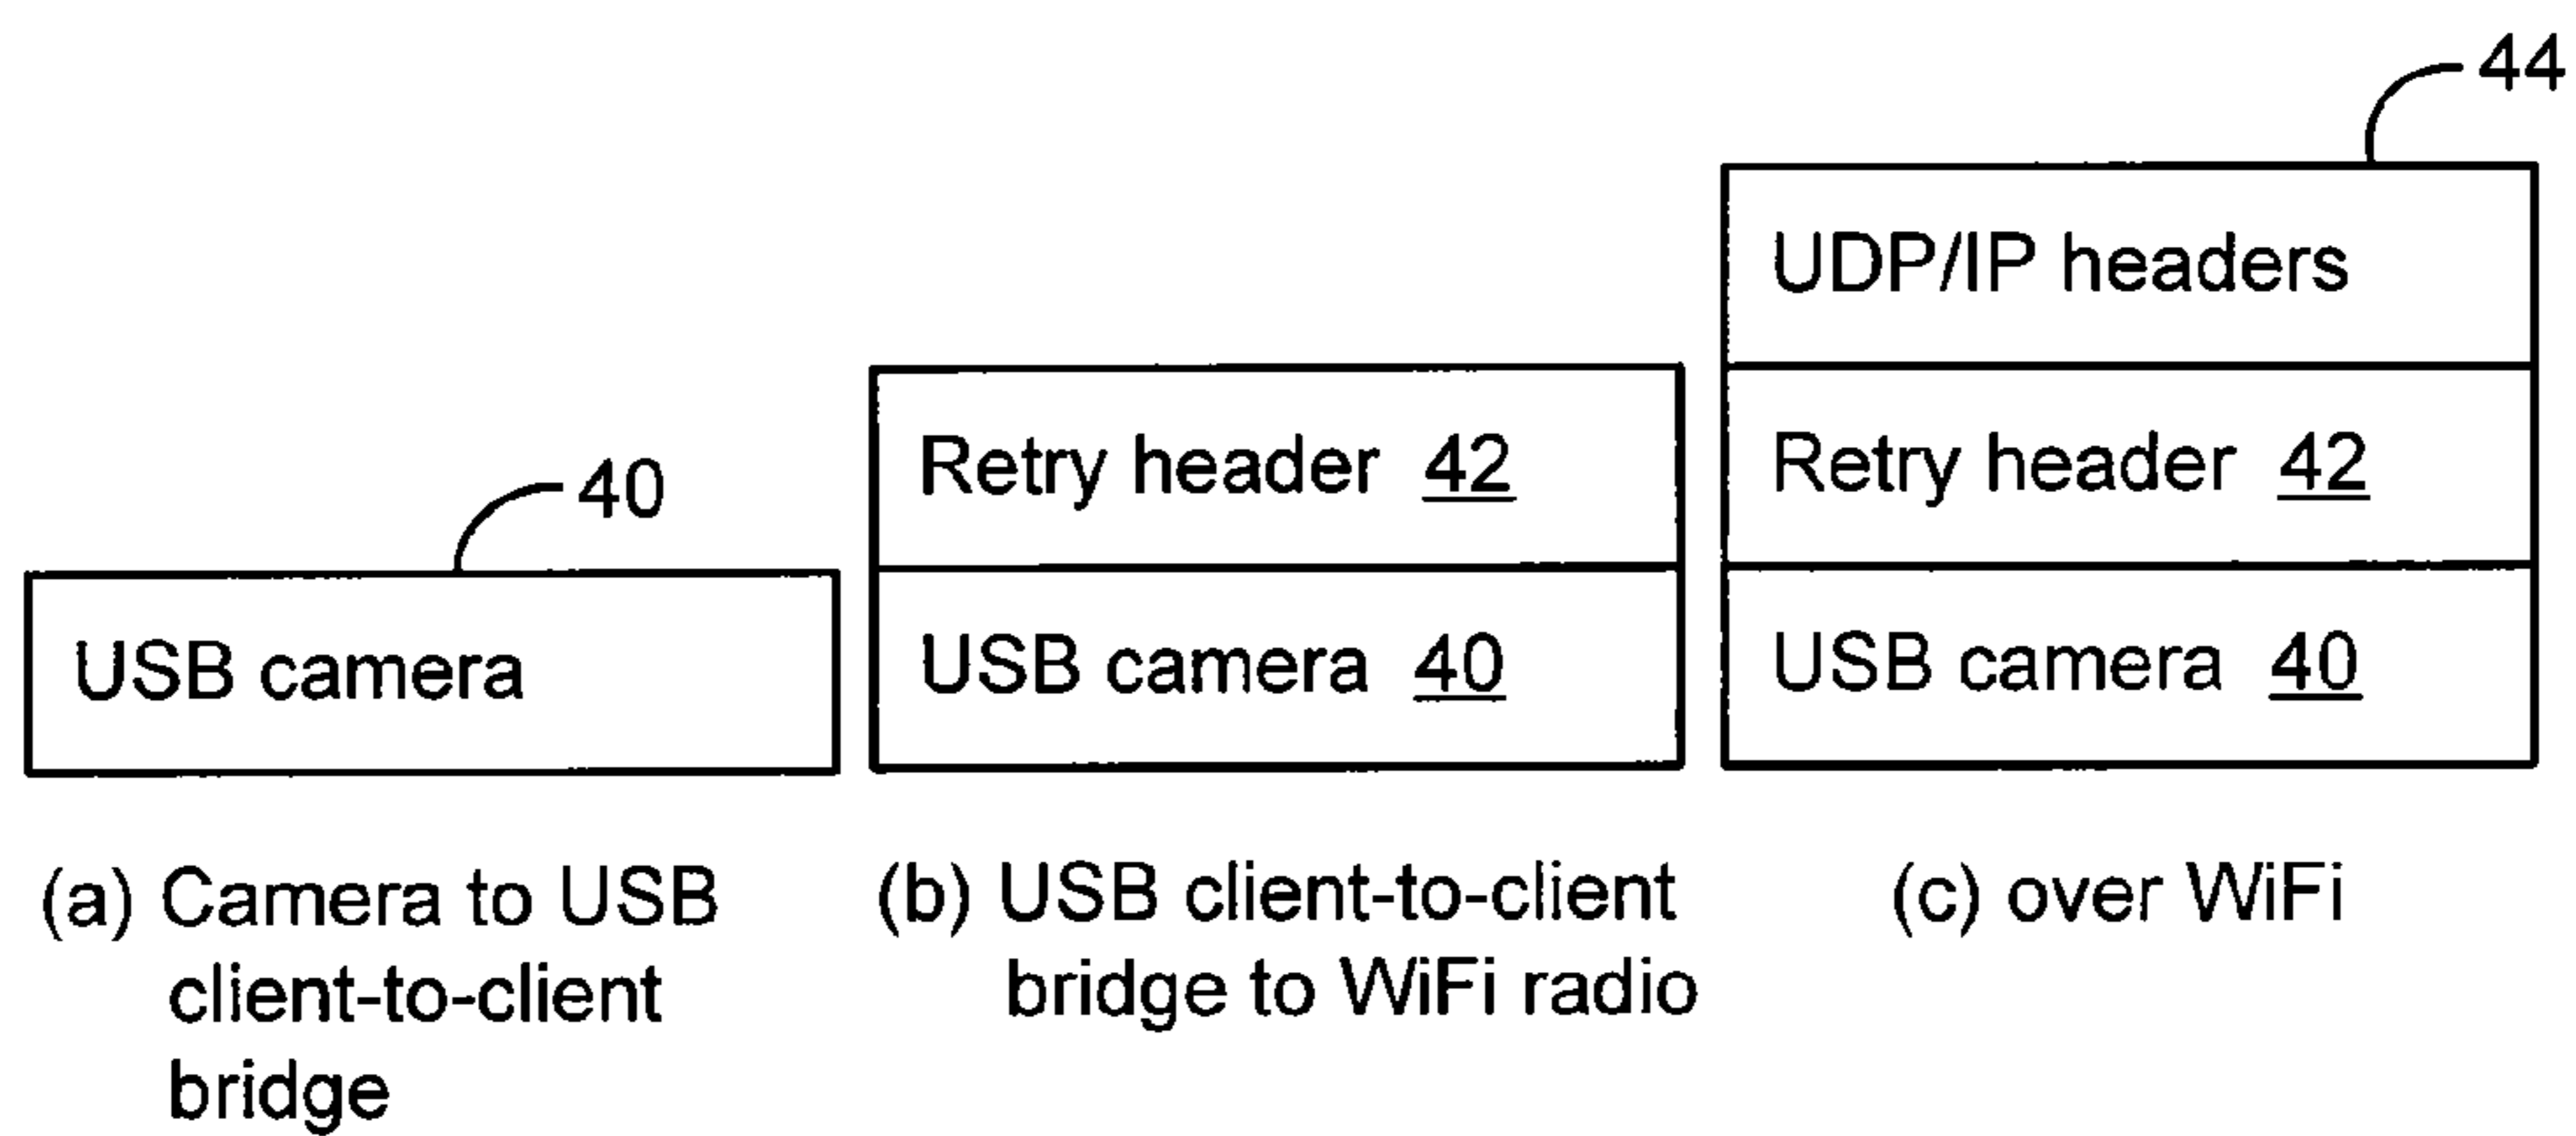 44
UDP/IP headers
Retry header 42
Retry header 42
40
USB camera
USB camera 40
USB camera 40
(a) Camera to USB
client-to-client
bridge
(b) USB client-to-client
bridge to WiFi radio
(c) over WiFi